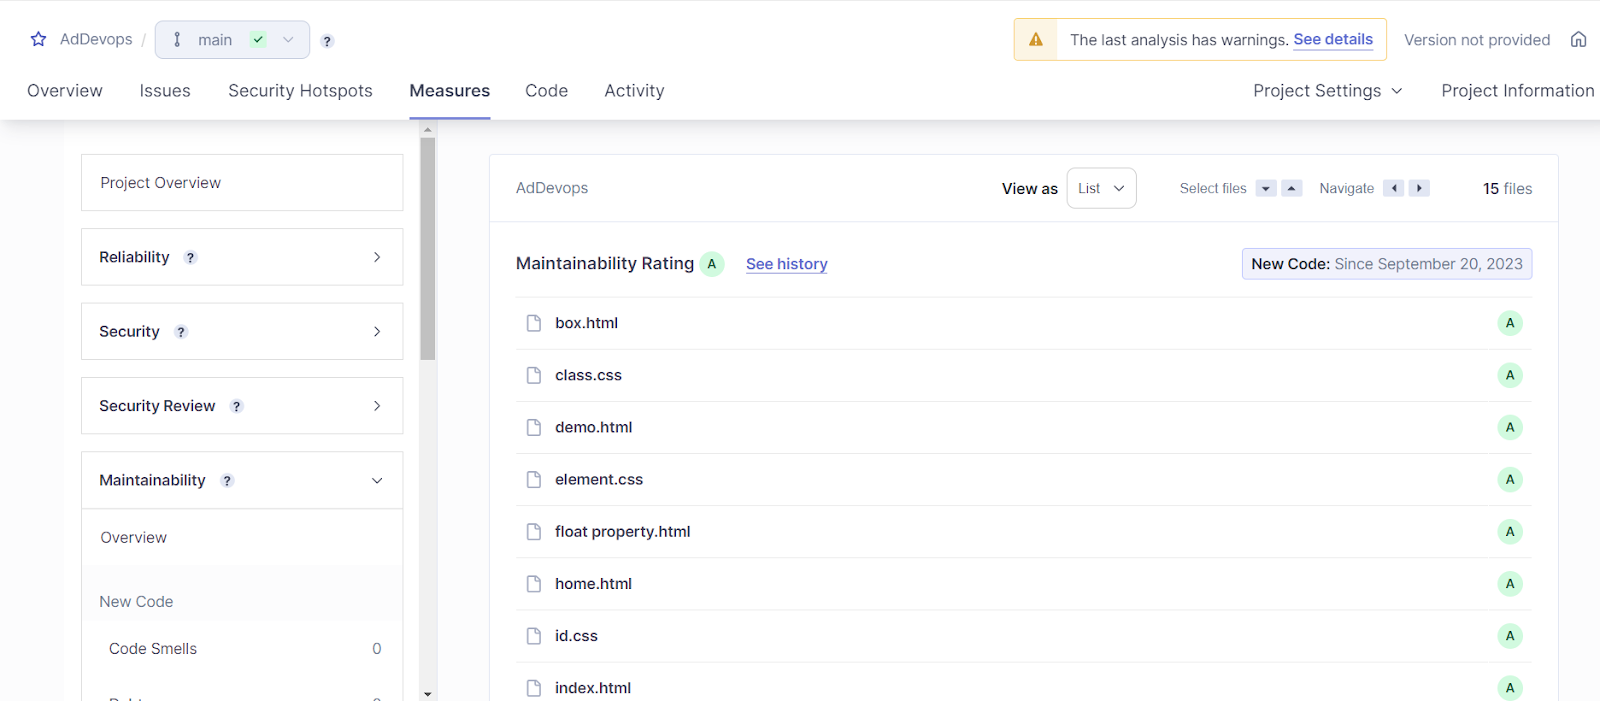 AdDevops / main ?
The last analysis has warnings. See details
Version not provided
Overview Issues Security Hotspots Measures Code Activity
Project Settings Project Information
Project Overview
Reliability ?
Security ?
Security Review ?
Maintainability ?
Overview
New Code
Code Smells 0
AdDevops
View as List
Select files
Navigate
15 files
Maintainability Rating A See history
New Code: Since September 20, 2023
box.html A
class.css A
demo.html A
element.css A
float property.html A
home.html A
id.css A
index.html A